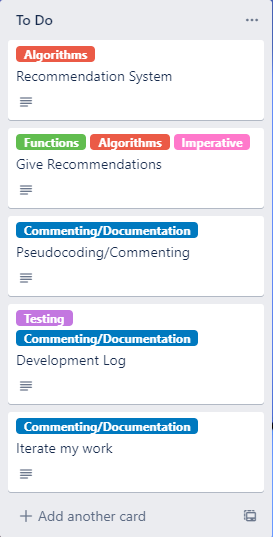 To Do
Algorithms
Recommendation System
Functions Algorithms Imperative
Give Recommendations
Commenting/Documentation
Pseudocoding/Commenting
Testing
Commenting/Documentation
Development Log
Commenting/Documentation
Iterate my work
Add another card